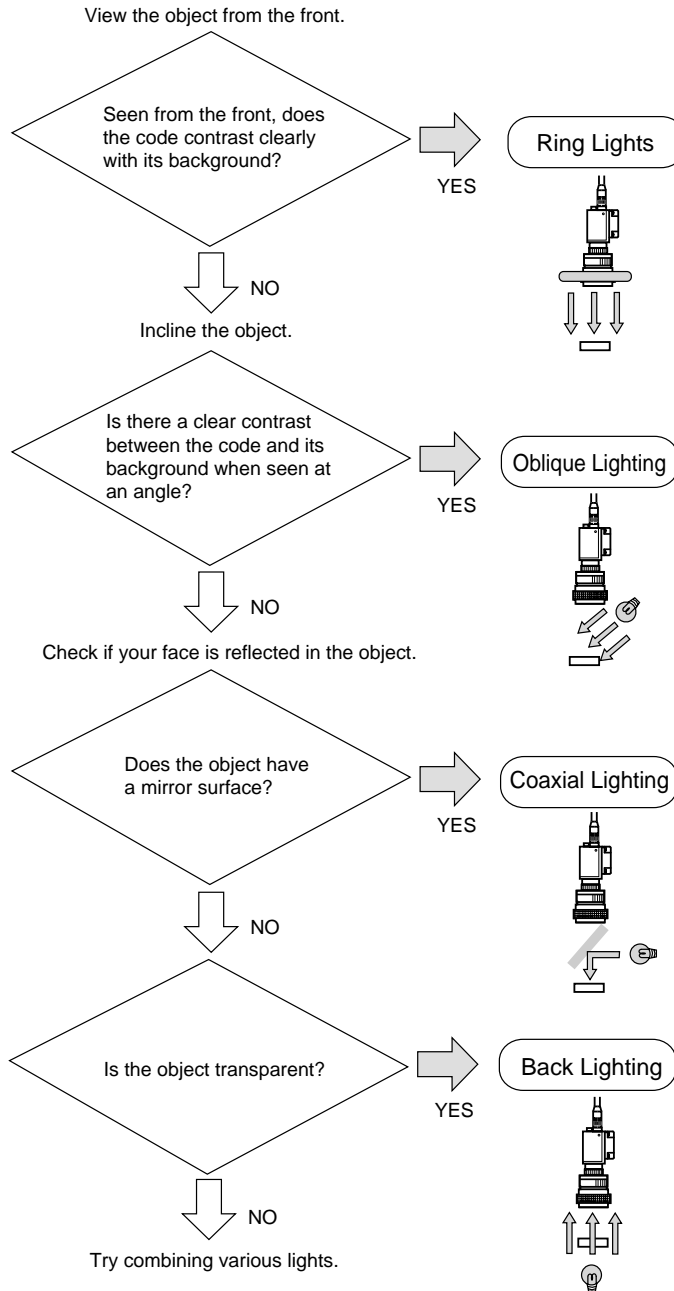 View the object from the front.
Seen from the front, does
the code contrast clearly
with its background?
YES
Ring Lights
NO
Incline the object.
Is there a clear contrast
between the code and its
background when seen at
an angle?
YES
Oblique Lighting
NO
Check if your face is reflected in the object.
Does the object have
a mirror surface?
YES
Coaxial Lighting
NO
Is the object transparent?
YES
Back Lighting
NO
Try combining various lights.